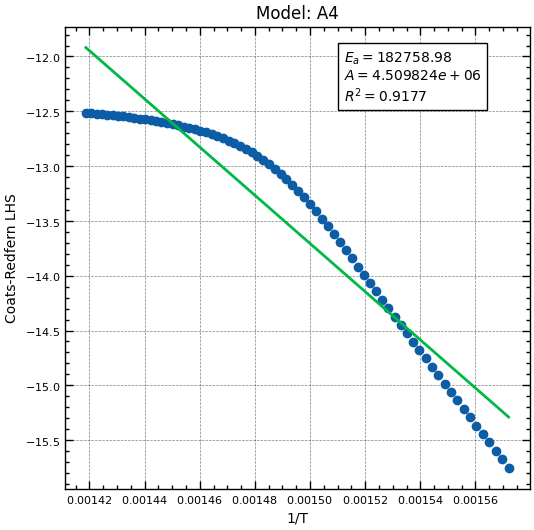 Model: A4
E_a = 182758.98
A = 4.509824e + 06
R^2 = 0.9177
Coats-Redfern LHS
−12.0
−12.5
−13.0
−13.5
−14.0
−14.5
−15.0
−15.5
0.00142 0.00144 0.00146 0.00148 0.00150 0.00152 0.00154 0.00156
1/T